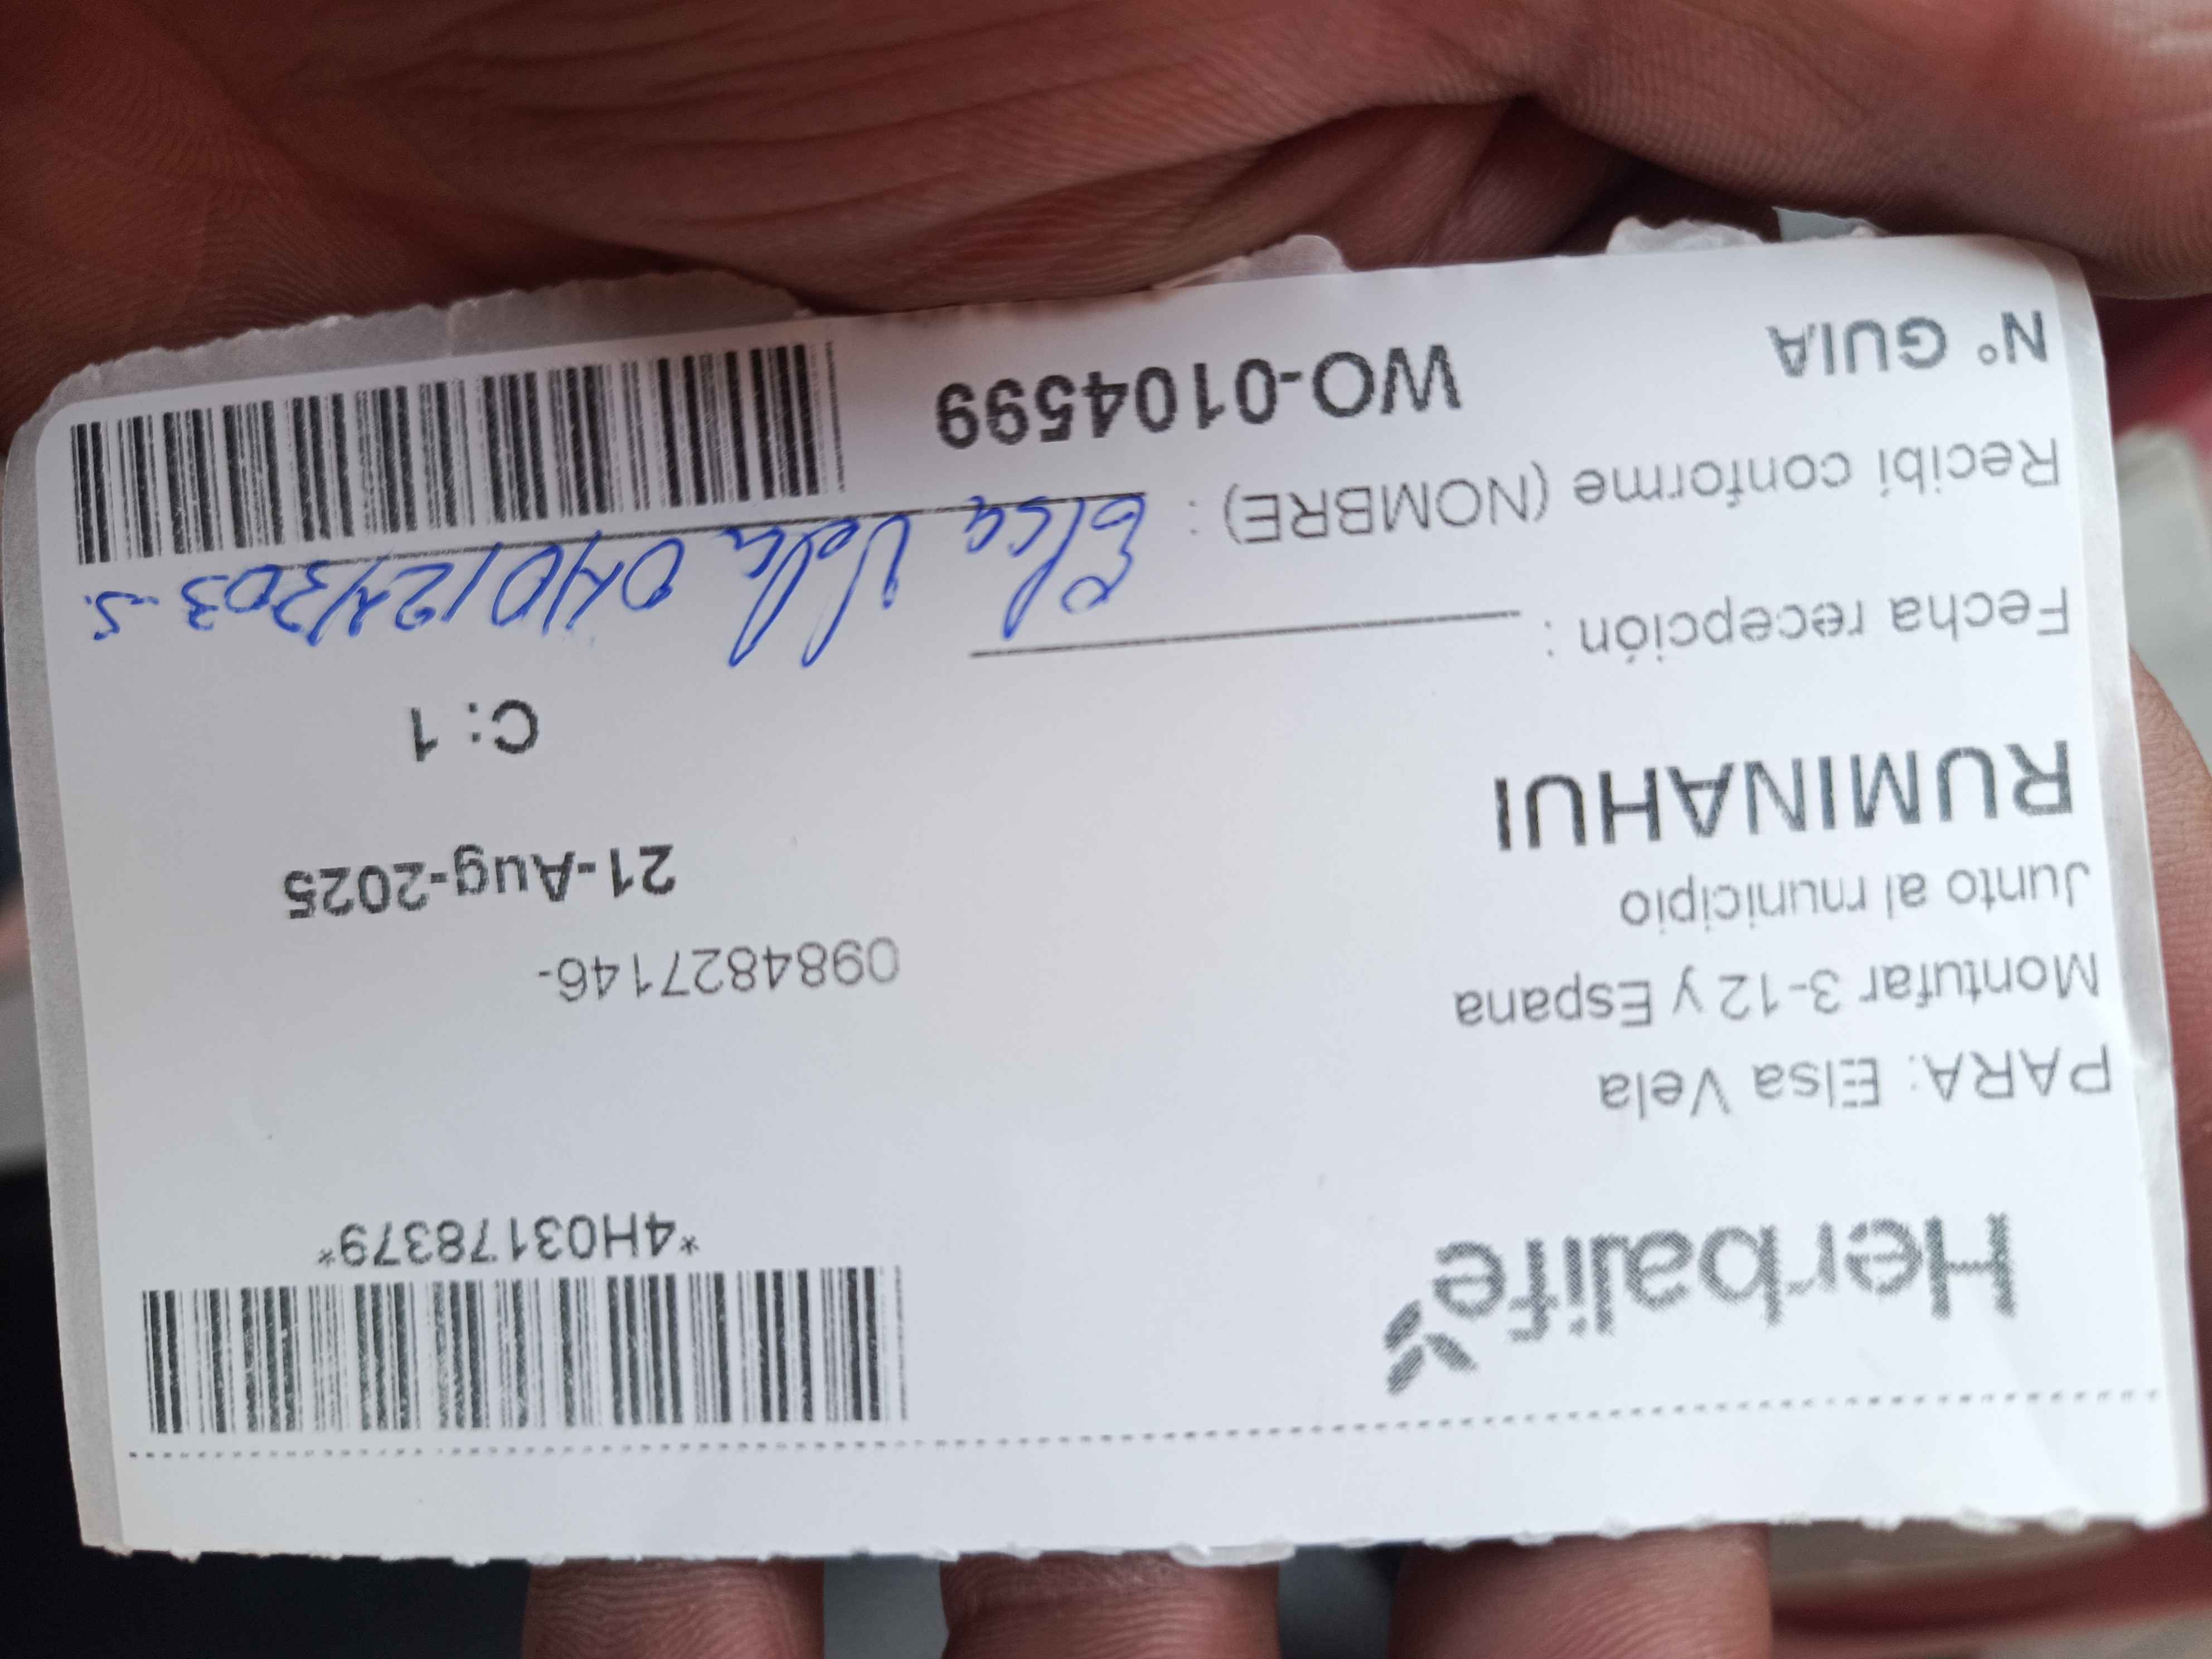 Herbalife
*4H03178379*
PARA: Elsa Vela
Montufar 3-12 y Espana
0984827146-
Junto al municipio
21-Aug-2025
RUMINAHUI
C: 1
Fecha recepción :
Recibí conforme (NOMBRE) : Elsa Vela
N° GUIA WO-0104599